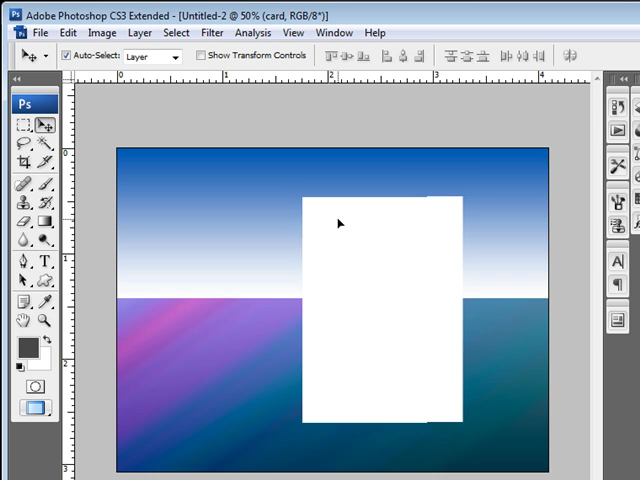 Adobe Photoshop CS3 Extended - [Untitled-2 @ 50% (card, RGB/8*)]
Ps File Edit Image Layer Select Filter Analysis View Window Help
Auto-Select: Layer Show Transform Controls
0 1 2 3 4
Ps
0
1
2
3
T
A